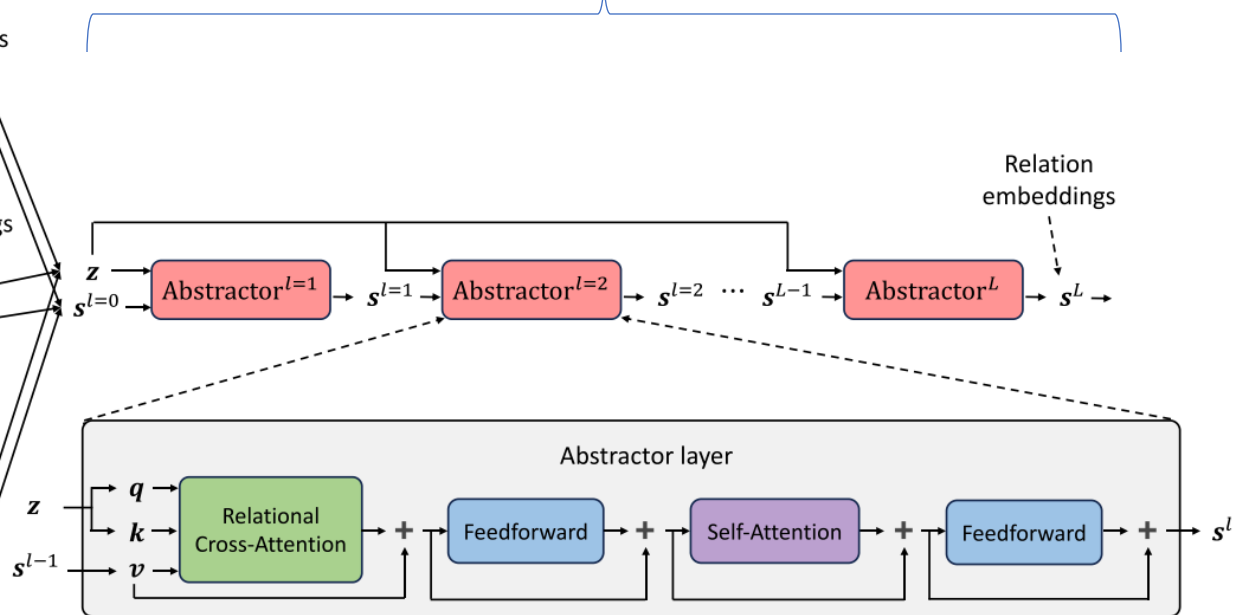 s
gs
Relation
embeddings
z
s^{l=0}
Abstractor^{l=1}
s^{l=1}
Abstractor^{l=2}
s^{l=2} ⋯ s^{L−1}
Abstractor^L
s^L
Abstractor layer
z
s^{l−1}
q
k
v
Relational
Cross-Attention
+
Feedforward
+
Self-Attention
+
Feedforward
+
s^l